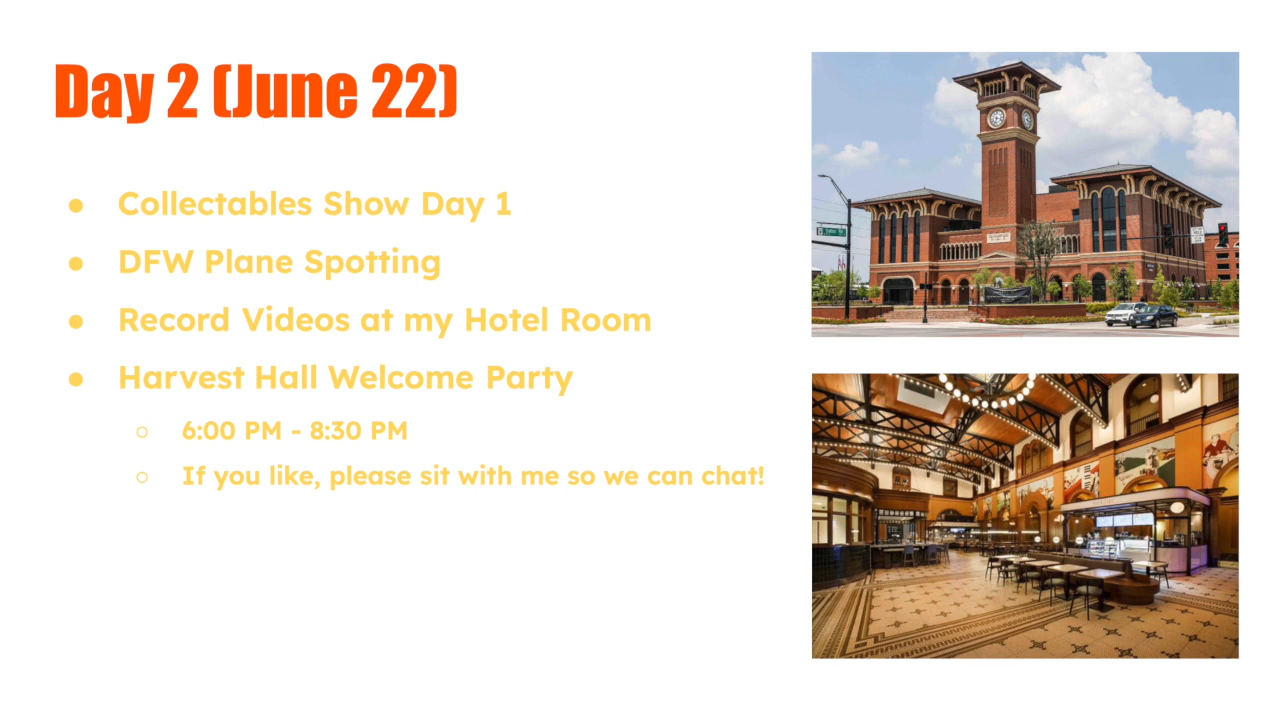 Day 2 (June 22)
● Collectables Show Day 1
● DFW Plane Spotting
● Record Videos at my Hotel Room
● Harvest Hall Welcome Party
○ 6:00 PM - 8:30 PM
○ If you like, please sit with me so we can chat!